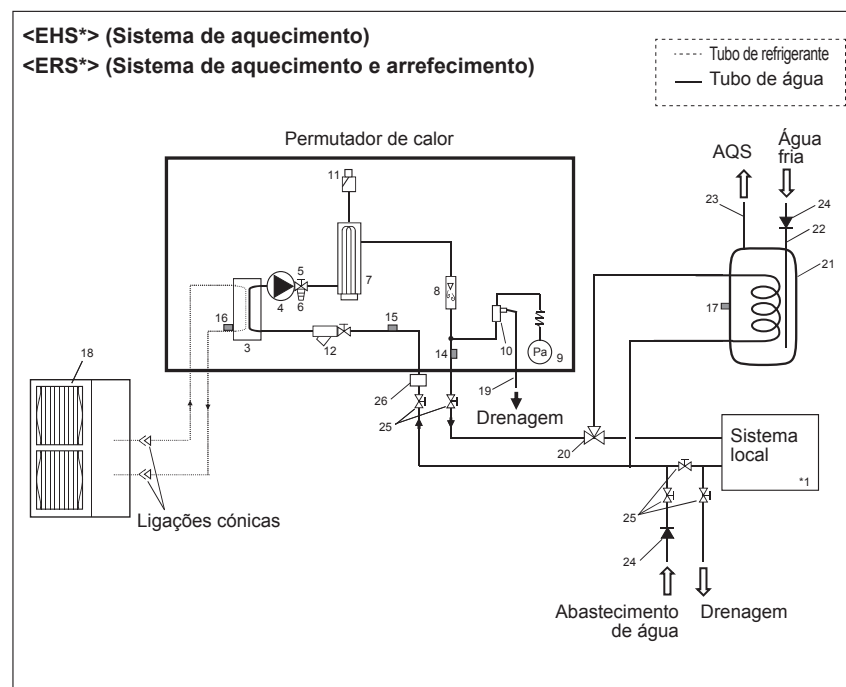 <EHS*> (Sistema de aquecimento)
<ERS*> (Sistema de aquecimento e arrefecimento)
Tubo de refrigerante
Tubo de água
Permutador de calor
AQS
Água
fria
11
23
24
22
5
7
21
8
4
6
17
16
15
3
12
10
Pa
9
14
18
19
26
Drenagem
25
20
Sistema
local
*1
Ligações cónicas
25
24
Abastecimento
de água
Drenagem